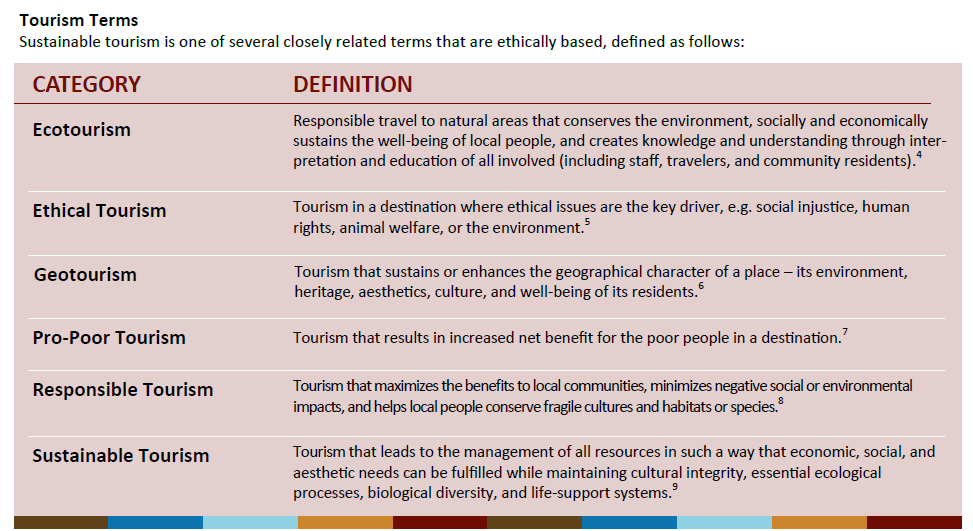 Tourism Terms
Sustainable tourism is one of several closely related terms that are ethically based, defined as follows:
CATEGORY DEFINITION
Ecotourism
Responsible travel to natural areas that conserves the environment, socially and economically
sustains the well-being of local people, and creates knowledge and understanding through inter-
pretation and education of all involved (including staff, travelers, and community residents).4
Ethical Tourism
Tourism in a destination where ethical issues are the key driver, e.g. social injustice, human
rights, animal welfare, or the environment.5
Geotourism
Tourism that sustains or enhances the geographical character of a place – its environment,
heritage, aesthetics, culture, and well-being of its residents.6
Pro-Poor Tourism
Tourism that results in increased net benefit for the poor people in a destination.7
Responsible Tourism
Tourism that maximizes the benefits to local communities, minimizes negative social or environmental
impacts, and helps local people conserve fragile cultures and habitats or species.8
Sustainable Tourism
Tourism that leads to the management of all resources in such a way that economic, social, and
aesthetic needs can be fulfilled while maintaining cultural integrity, essential ecological
processes, biological diversity, and life-support systems.9